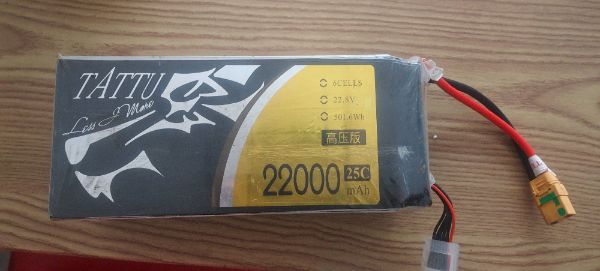 TATTU
Less & More
6CELLS
22.8V
501.6Wh
高压版
22000 25C
mAh